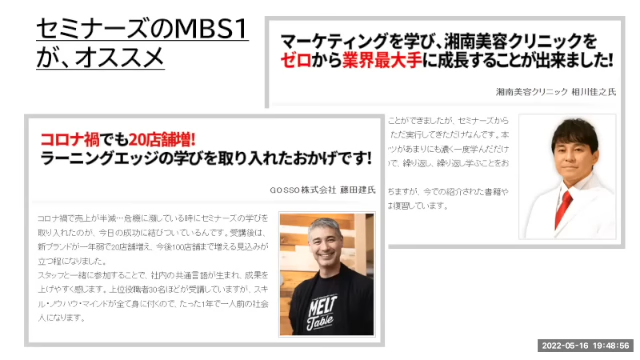 セミナーズのMBS1
が、オススメ
マーケティングを学び、湘南美容クリニックを
ゼロから業界最大手に成長することが出来ました!
湘南美容クリニック 相川佳之氏
ことができましたが、セミナーズから
ただ実行してきただけなんです。本
ツがあまりにも濃く一度学んだだけ
で、繰り返し、繰り返し学ぶことをお
ちますが、今での紹介された書籍や
は復習しています。
コロナ禍でも20店舗増!
ラーニングエッジの学びを取り入れたおかげです!
GOSSO株式会社 藤田建氏
コロナ禍で売上が半減…危機に瀕している時にセミナーズの学びを
取り入れたのが、今日の成功に結びついているんです。受講後は、
新ブランドが一年弱で20店舗増え、今後100店舗まで増える見込みが
立つ程になりました。
スタッフと一緒に参加することで、社内の共通言語が生まれ、成果を
上げやすく感じます。上位役職者30名ほどが受講していますが、スキ
ル・ノウハウ・マインドが全て身に付くので、たった1年で一人前の社会
人になります。
MELT
Table
2022-05-16 19:48:56